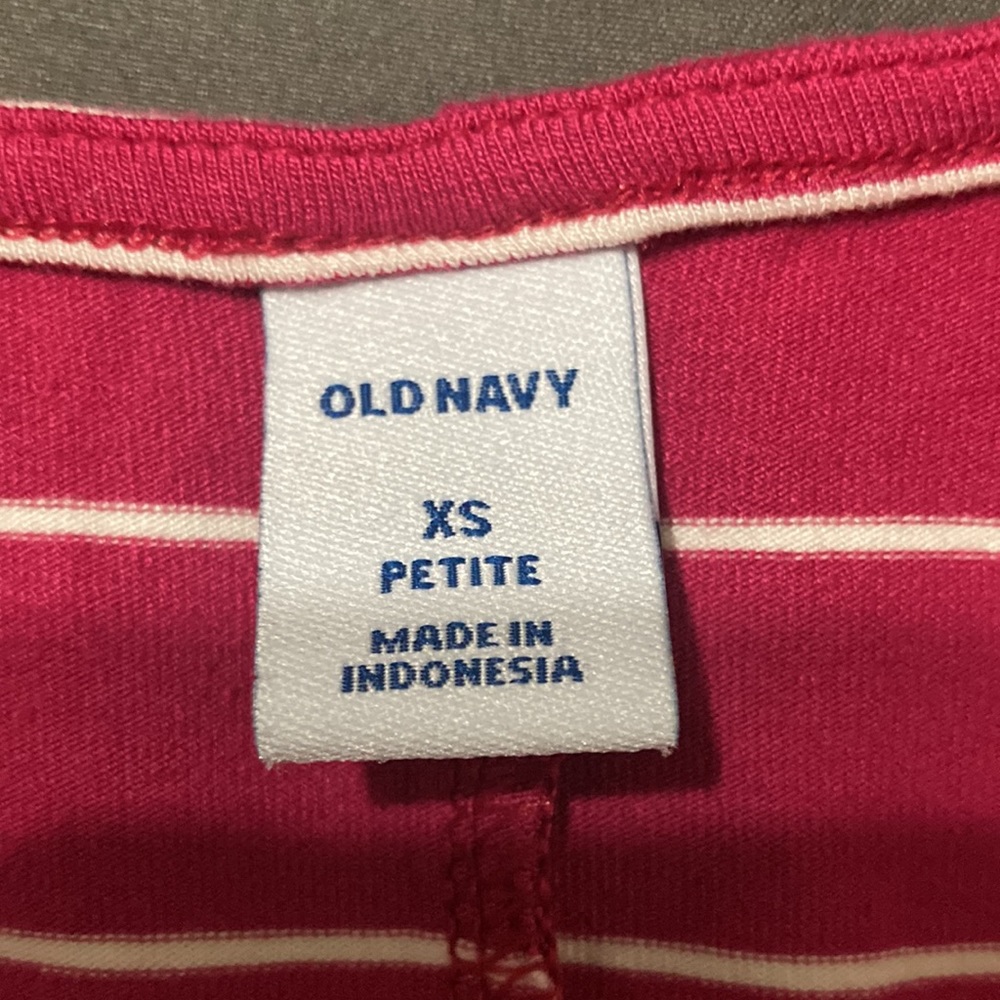 OLD NAVY
XS
PETITE
MADE IN
INDONESIA